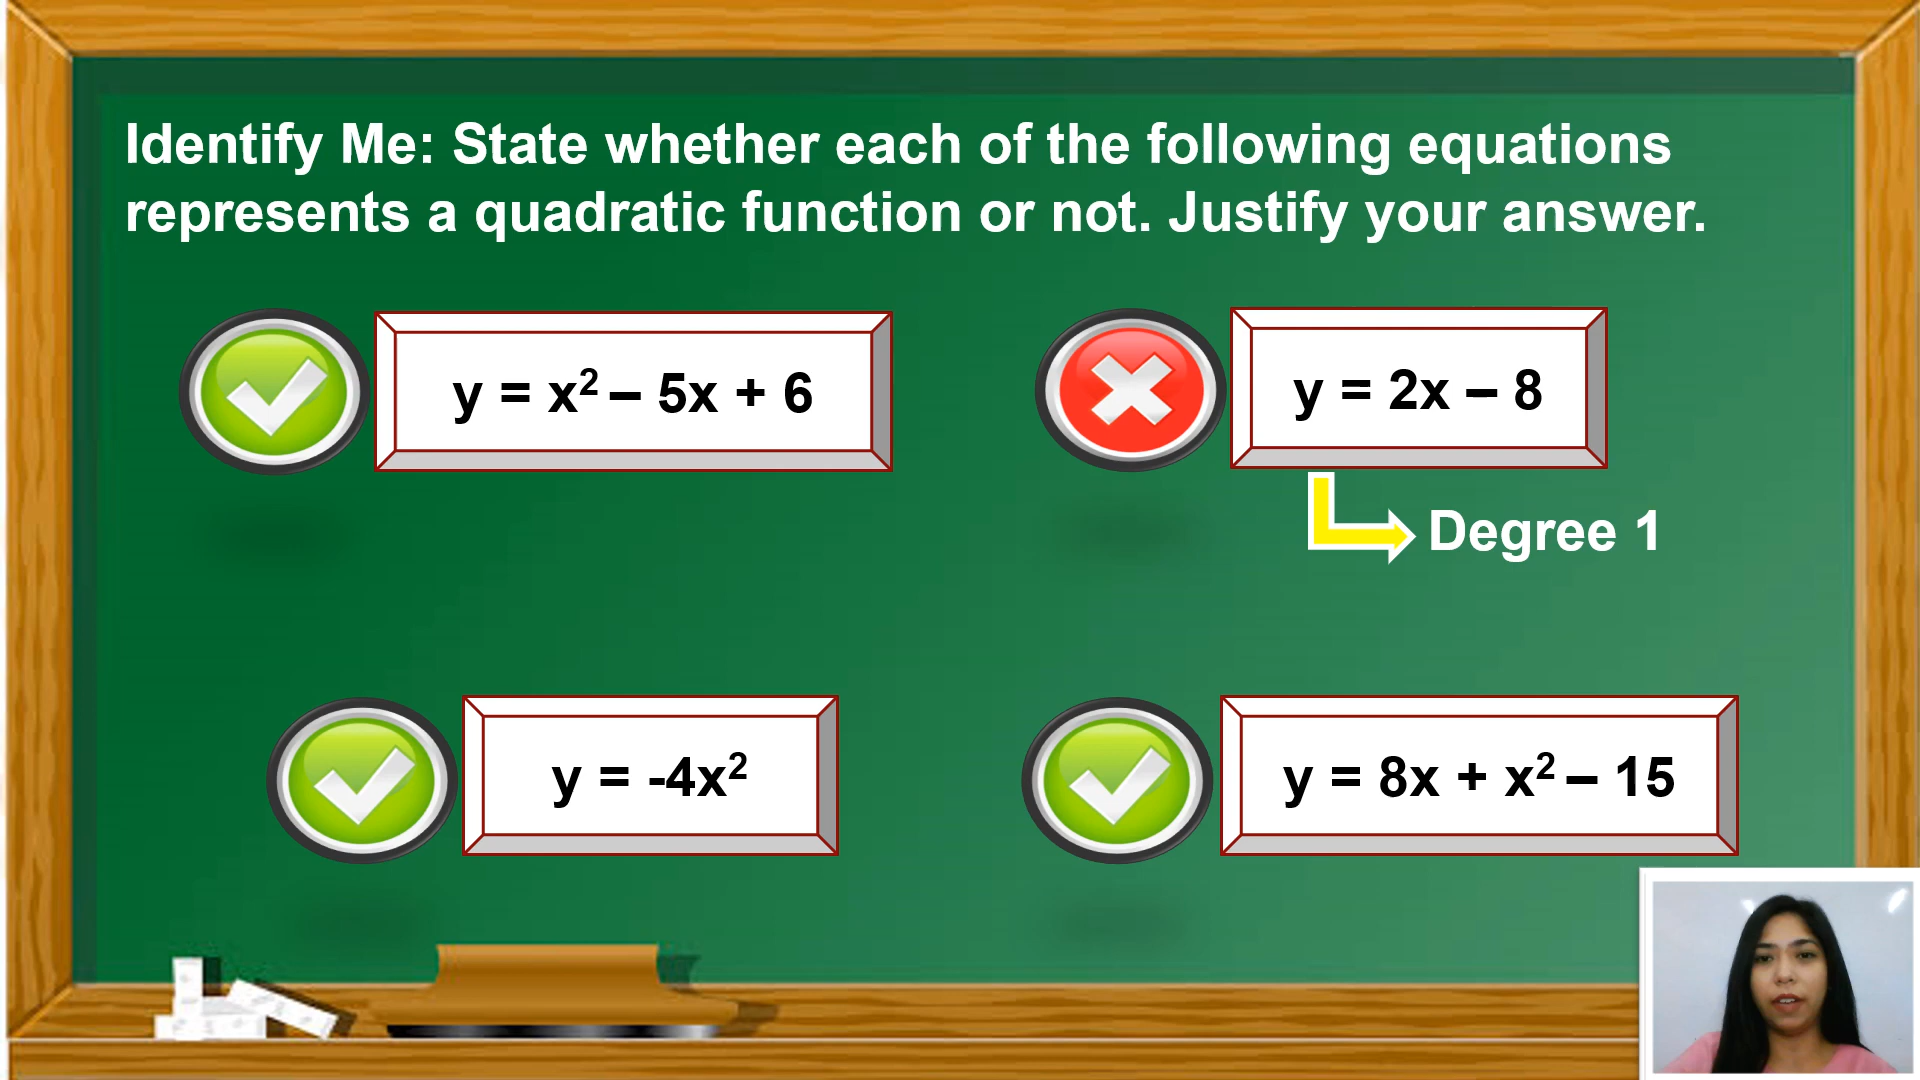 Identify Me: State whether each of the following equations
represents a quadratic function or not. Justify your answer.
y = x² – 5x + 6
y = 2x – 8
Degree 1
y = -4x²
y = 8x + x² – 15